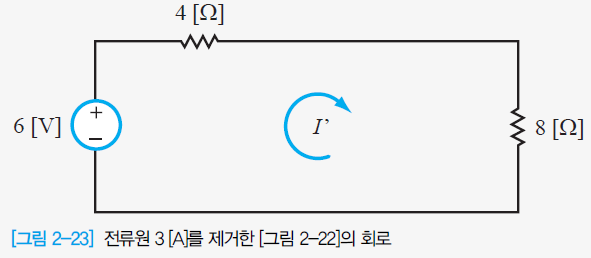 4 [Ω]
6 [V]
+
−
I’
8 [Ω]
[그림 2–23] 전류원 3 [A]를 제거한 [그림 2–22]의 회로